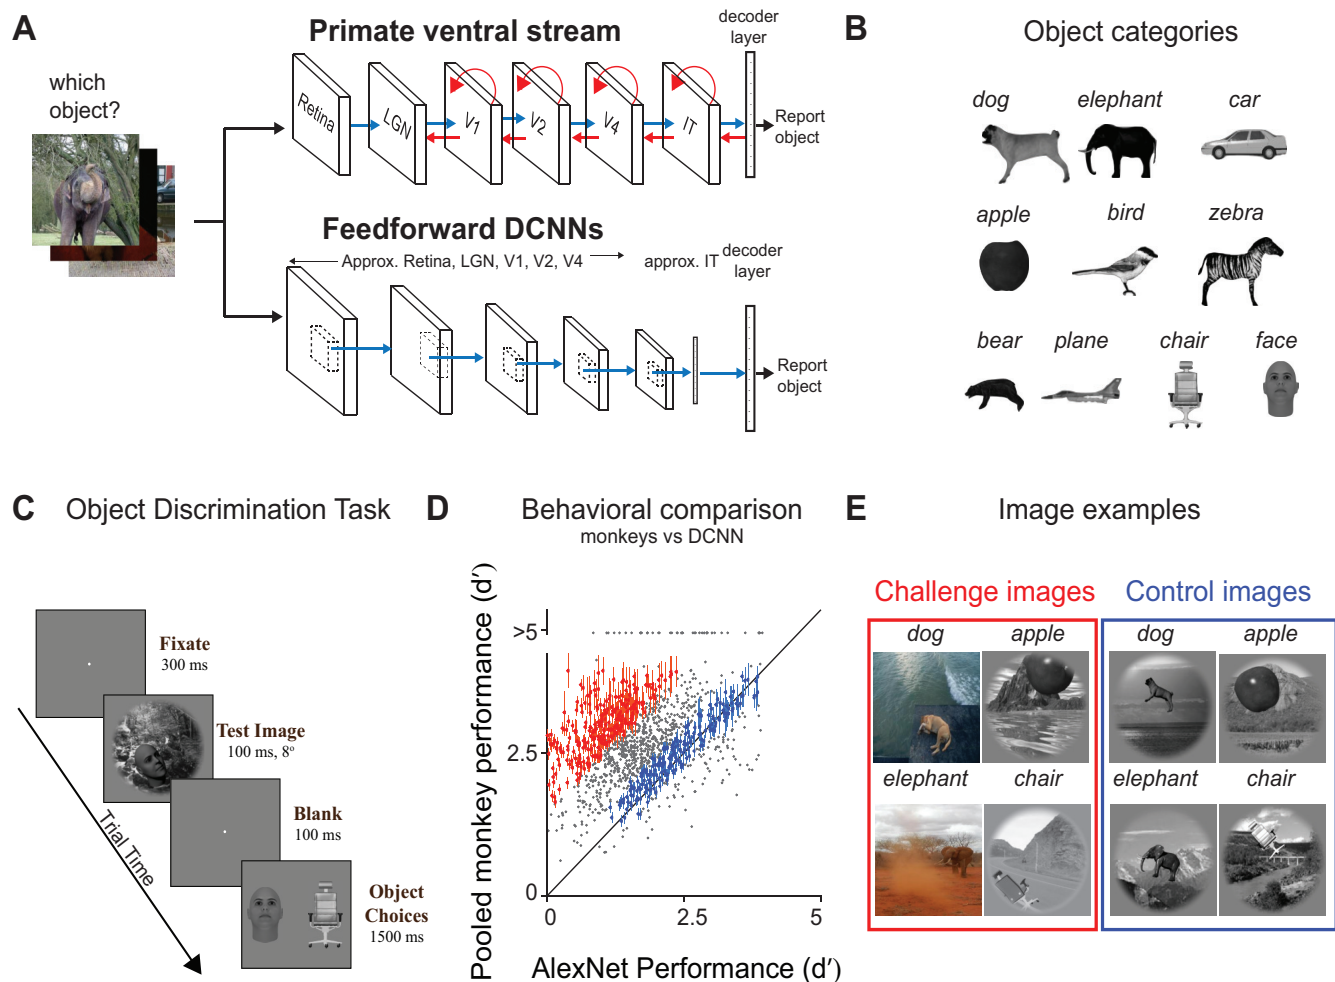 A
Primate ventral stream
decoder
layer
which
object?
Retina
LGN
V1
V2
V4
IT
Report
object
Feedforward DCNNs
Approx. Retina, LGN, V1, V2, V4
approx. IT
decoder
layer
Report
object
B
Object categories
dog
elephant
car
apple
bird
zebra
bear
plane
chair
face
C
Object Discrimination Task
Fixate
300 ms
Test Image
100 ms, 8º
Blank
100 ms
Object
Choices
1500 ms
Trial Time
D
Behavioral comparison
monkeys vs DCNN
Pooled monkey performance (d′)
>5
2.5
0
0
2.5
5
AlexNet Performance (d′)
E
Image examples
Challenge images
Control images
dog
apple
dog
apple
elephant
chair
elephant
chair